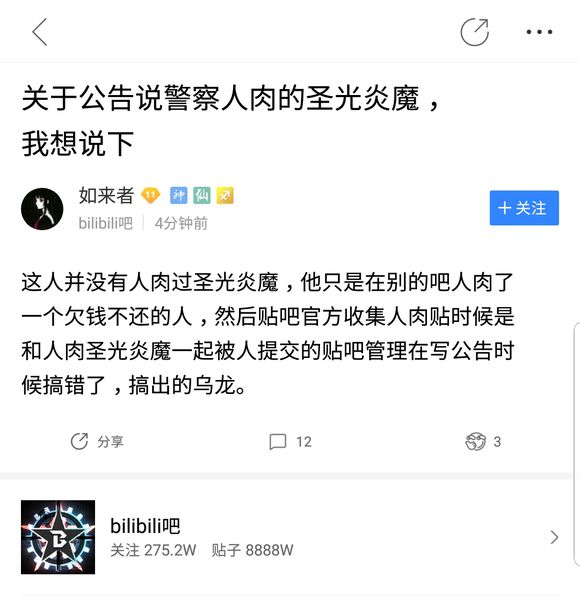 关于公告说警察人肉的圣光炎魔，
我想说下
如来者 11 神 仙
bilibili吧 4分钟前
+关注
这人并没有人肉过圣光炎魔，他只是在别的吧人肉了
一个欠钱不还的人，然后贴吧官方收集人肉贴时候是
和人肉圣光炎魔一起被人提交的贴吧管理在写公告时
候搞错了，搞出的乌龙。
分享 12 3
B
bilibili吧
关注 275.2W 贴子 8888W